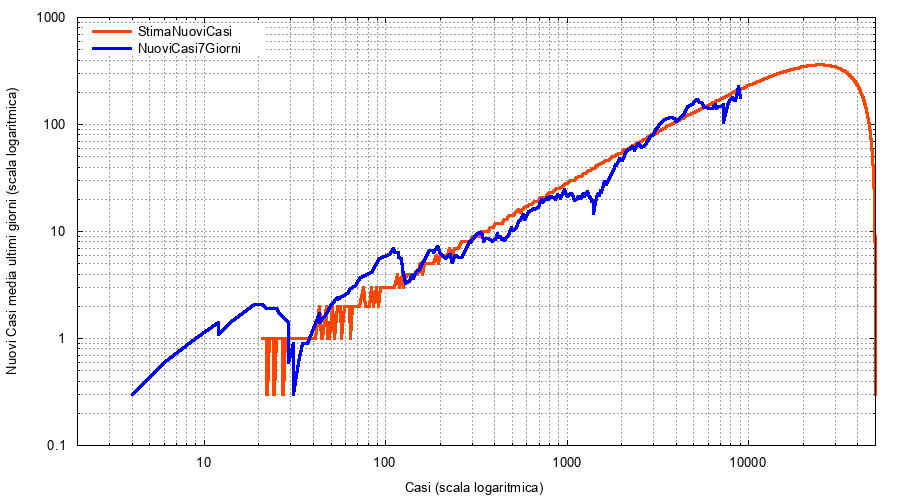 1000
StimaNuoviCasi
NuoviCasi7Giorni
100
10
1
0.1
Nuovi Casi media ultimi giorni (scala logaritmica)
10
100
1000
10000
Casi (scala logaritmica)